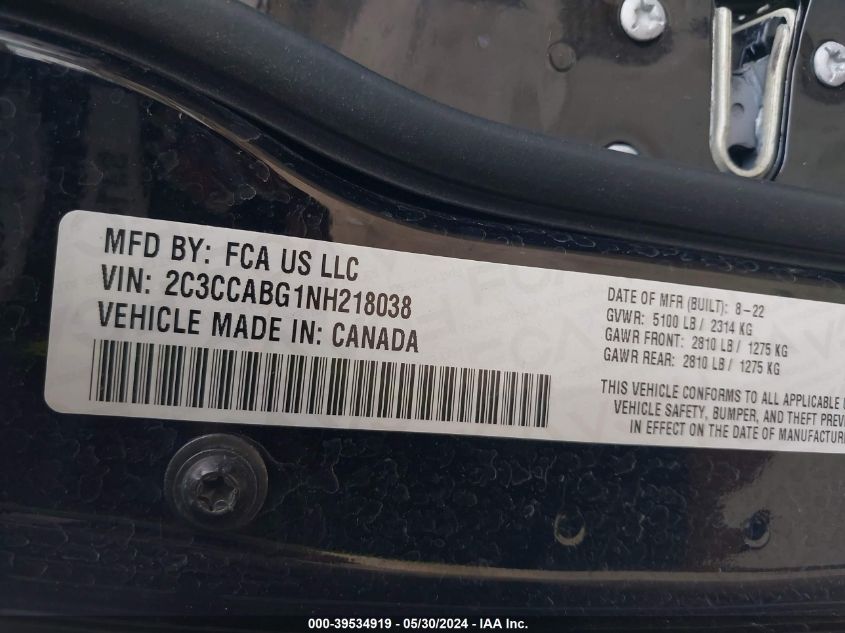 MFD BY: FCA US LLC
VIN: 2C3CCABG1NH218038
VEHICLE MADE IN: CANADA
DATE OF MFR (BUILT): 8-22
GVWR: 5100 LB / 2314 KG
GAWR FRONT: 2810 LB / 1275 KG
GAWR REAR: 2810 LB / 1275 KG
THIS VEHICLE CONFORMS TO ALL APPLICABLE
VEHICLE SAFETY, BUMPER, AND THEFT PREV
IN EFFECT ON THE DATE OF MANUFACTUR
000-39534919 - 05/30/2024 - IAA Inc.